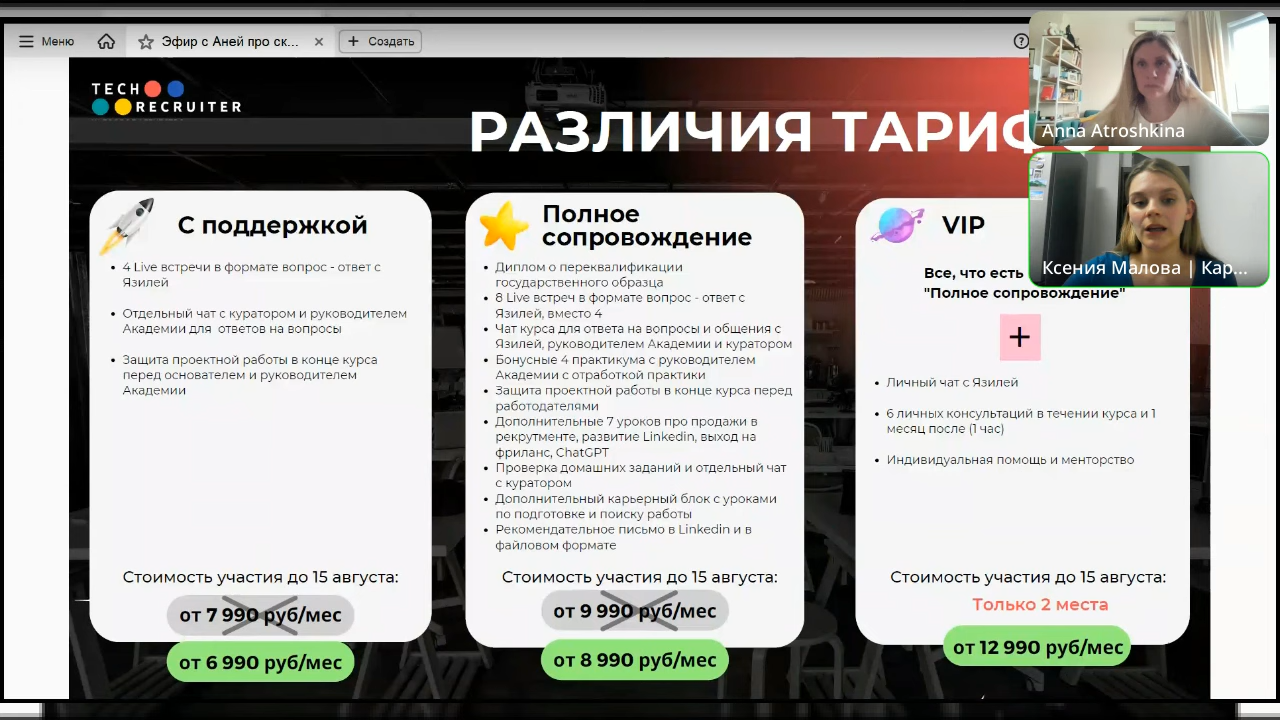 Меню
Эфир с Аней про ск...
Создать
TECH
RECRUITER
РАЗЛИЧИЯ
Anna Atroshkina
Ксения Малова | Кар...
С поддержкой
4 Live встречи в формате вопрос - ответ с
Язилей
Отдельный чат с куратором и руководителем
Академии для ответов на вопросы
Защита проектной работы в конце курса
перед основателем и руководителем
Академии
Стоимость участия до 15 августа:
от 7 990 руб/мес
от 6 990 руб/мес
Полное
сопровождение
Диплом о переквалификации
государственного образца
8 Live встреч в формате вопрос - ответ с
Язилей, вместо 4
Чат курса для ответа на вопросы и общения с
Язилей, руководителем Академии и куратором
Бонусные 4 практикума с руководителем
Академии с отработкой практики
Защита проектной работы в конце курса перед
работодателями
Дополнительные 7 уроков про продажи в
рекрутменте, развитие Linkedin, выход на
фриланс, ChatGPT
Проверка домашних заданий и отдельный чат
с куратором
Дополнительный карьерный блок с уроками
по подготовке и поиску работы
Рекомендательное письмо в Linkedin и в
файловом формате
Стоимость участия до 15 августа:
от 9 990 руб/мес
от 8 990 руб/мес
VIP
Все, что есть
"Полное сопровождение"
+
Личный чат с Язилей
6 личных консультаций в течении курса и 1
месяц после (1 час)
Индивидуальная помощь и менторство
Стоимость участия до 15 августа:
Только 2 места
от 12 990 руб/мес